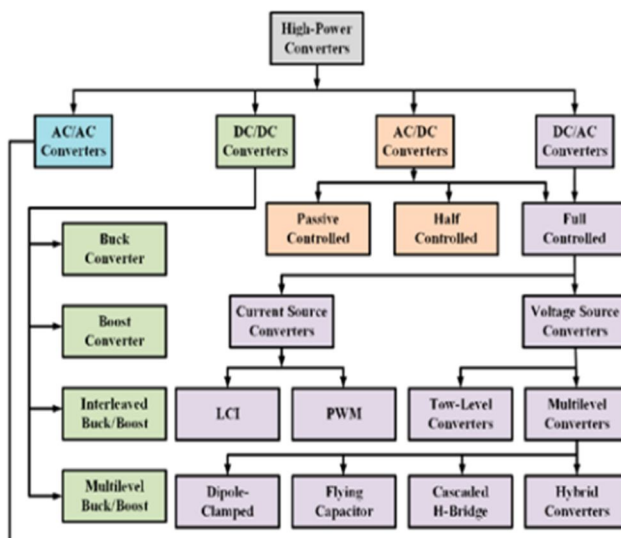 High-Power
Converters
AC/AC
Converters
DC/DC
Converters
AC/DC
Converters
DC/AC
Converters
Passive
Controlled
Half
Controlled
Full
Controlled
Buck
Converter
Current Source
Converters
Voltage Source
Converters
Boost
Converter
Interleaved
Buck/Boost
LCI
PWM
Tow-Level
Converters
Multilevel
Converters
Multilevel
Buck/Boost
Dipole-
Clamped
Flying
Capacitor
Cascaded
H-Bridge
Hybrid
Converters